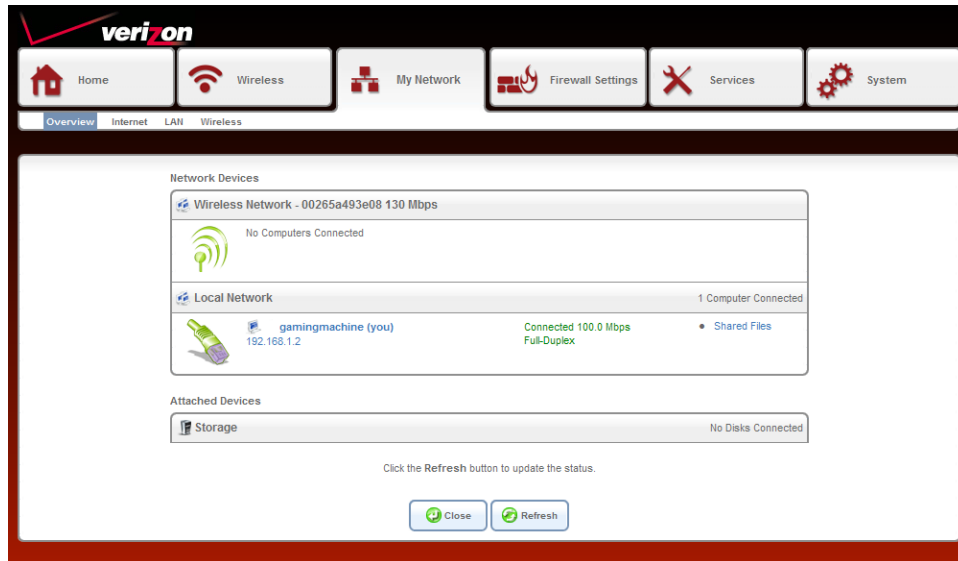 verizon
Home Wireless My Network Firewall Settings Services System
Overview Internet LAN Wireless
Network Devices
Wireless Network - 00265a493e08 130 Mbps
No Computers Connected
Local Network 1 Computer Connected
gamingmachine (you) Connected 100.0 Mbps • Shared Files
192.168.1.2 Full-Duplex
Attached Devices
Storage No Disks Connected
Click the Refresh button to update the status.
Close Refresh